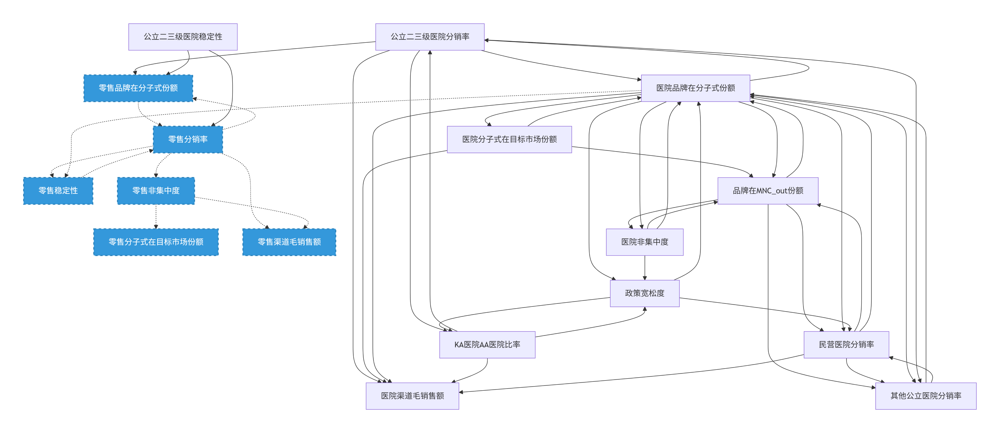 公立二三级医院稳定性
公立二三级医院分销率
零售品牌在分子式份额
医院品牌在分子式份额
零售分销率
医院分子式在目标市场份额
零售稳定性
零售非集中度
品牌在MNC_out份额
零售分子式在目标市场份额
零售渠道毛销售额
医院非集中度
政策宽松度
KA医院AA医院比率
民营医院分销率
医院渠道毛销售额
其他公立医院分销率